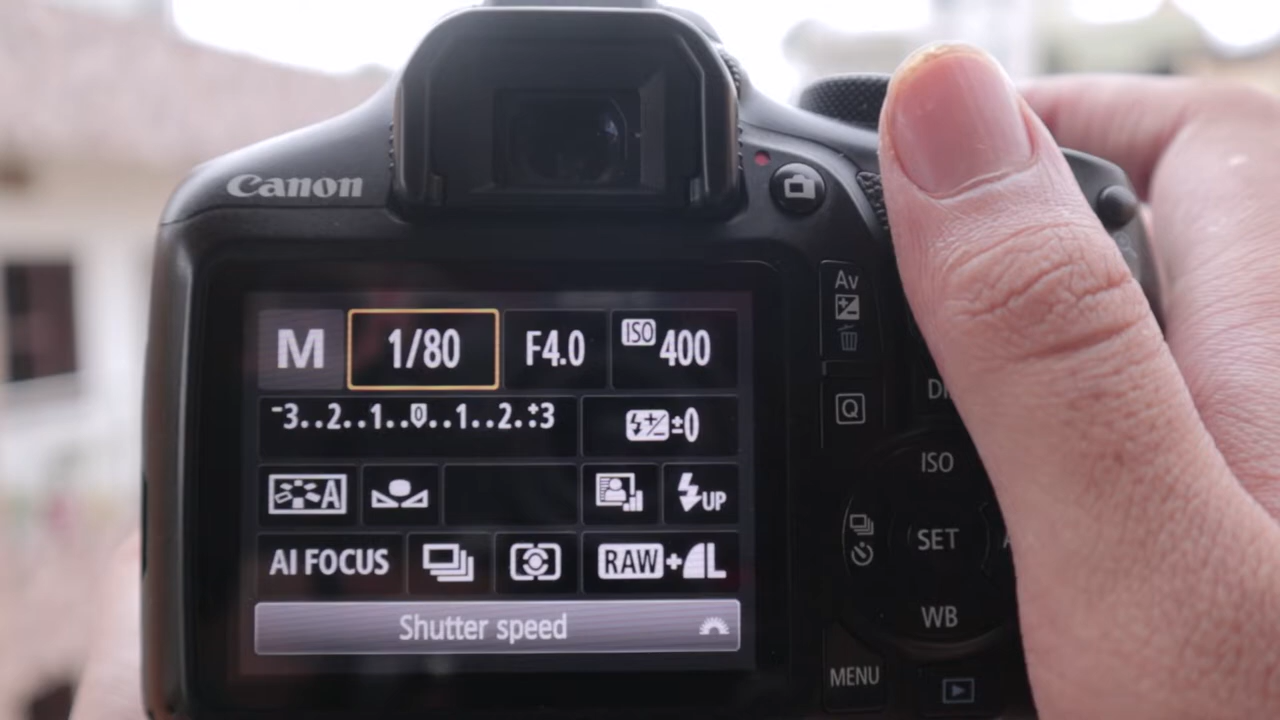 Canon
M 1/80 F4.0 ISO 400
-3..2..1..0..1..2.+3 ±0
A UP
AI FOCUS RAW+L
Shutter speed
Av
Q
ISO
SET
WB
MENU